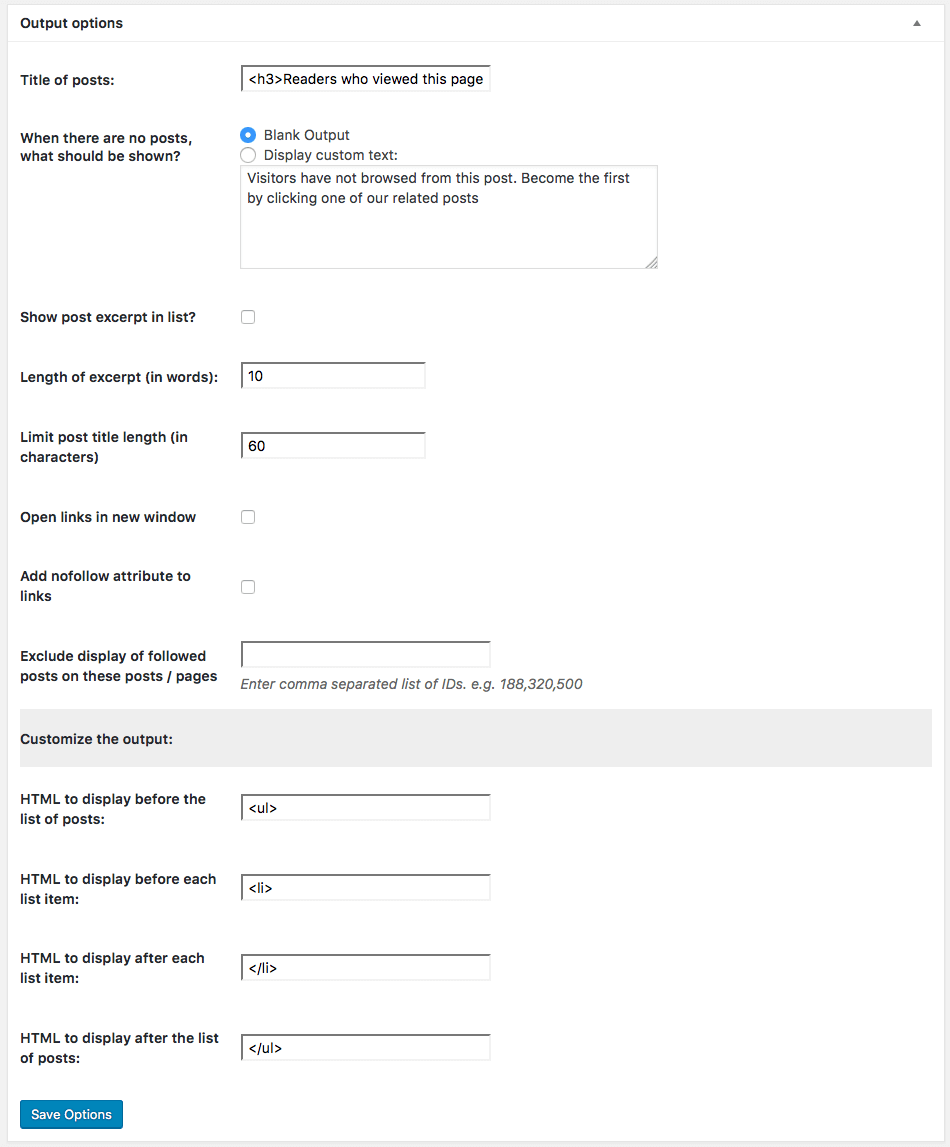 Output options
Title of posts:
<h3>Readers who viewed this page
When there are no posts,
what should be shown?
Blank Output
Display custom text:
Visitors have not browsed from this post. Become the first
by clicking one of our related posts
Show post excerpt in list?
Length of excerpt (in words):
10
Limit post title length (in
characters)
60
Open links in new window
Add nofollow attribute to
links
Exclude display of followed
posts on these posts / pages
Enter comma separated list of IDs. e.g. 188,320,500
Customize the output:
HTML to display before the
list of posts:
<ul>
HTML to display before each
list item:
<li>
HTML to display after each
list item:
</li>
HTML to display after the list
of posts:
</ul>
Save Options